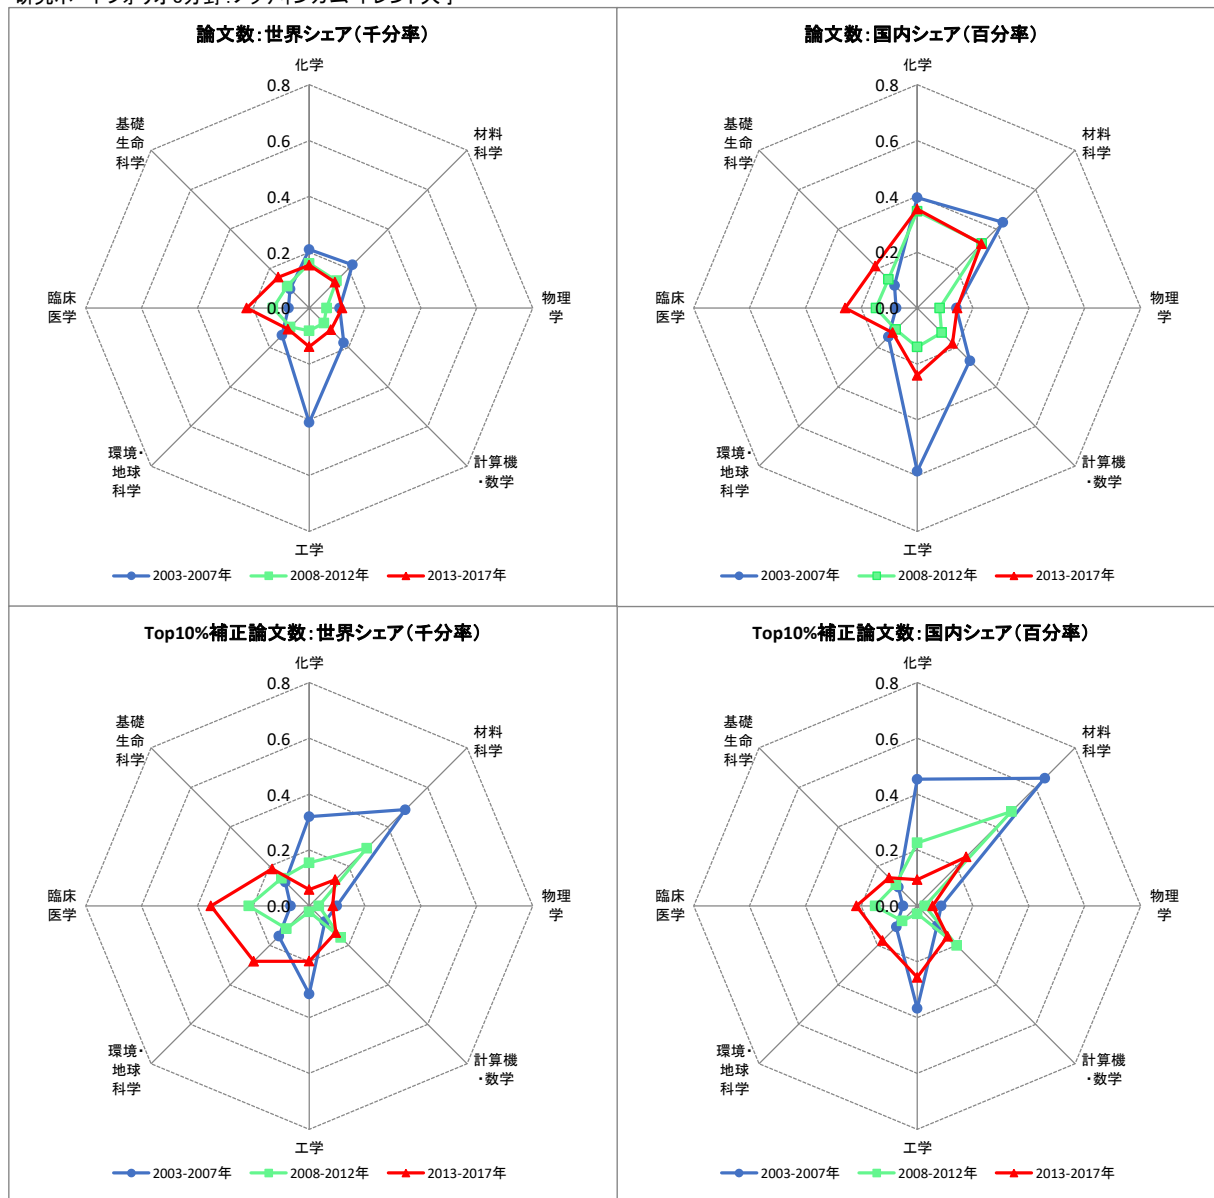 論文数：世界シェア（千分率）
化学
0.8
0.6
0.4
0.2
0.0
材料
科学
物理
学
計算機
・数学
工学
環境・
地球
科学
臨床
医学
基礎
生命
科学
2003-2007年 2008-2012年 2013-2017年
論文数：国内シェア（百分率）
化学
0.8
0.6
0.4
0.2
0.0
材料
科学
物理
学
計算機
・数学
工学
環境・
地球
科学
臨床
医学
基礎
生命
科学
2003-2007年 2008-2012年 2013-2017年
Top10%補正論文数：世界シェア（千分率）
化学
0.8
0.6
0.4
0.2
0.0
材料
科学
物理
学
計算機
・数学
工学
環境・
地球
科学
臨床
医学
基礎
生命
科学
2003-2007年 2008-2012年 2013-2017年
Top10%補正論文数：国内シェア（百分率）
化学
0.8
0.6
0.4
0.2
0.0
材料
科学
物理
学
計算機
・数学
工学
環境・
地球
科学
臨床
医学
基礎
生命
科学
2003-2007年 2008-2012年 2013-2017年